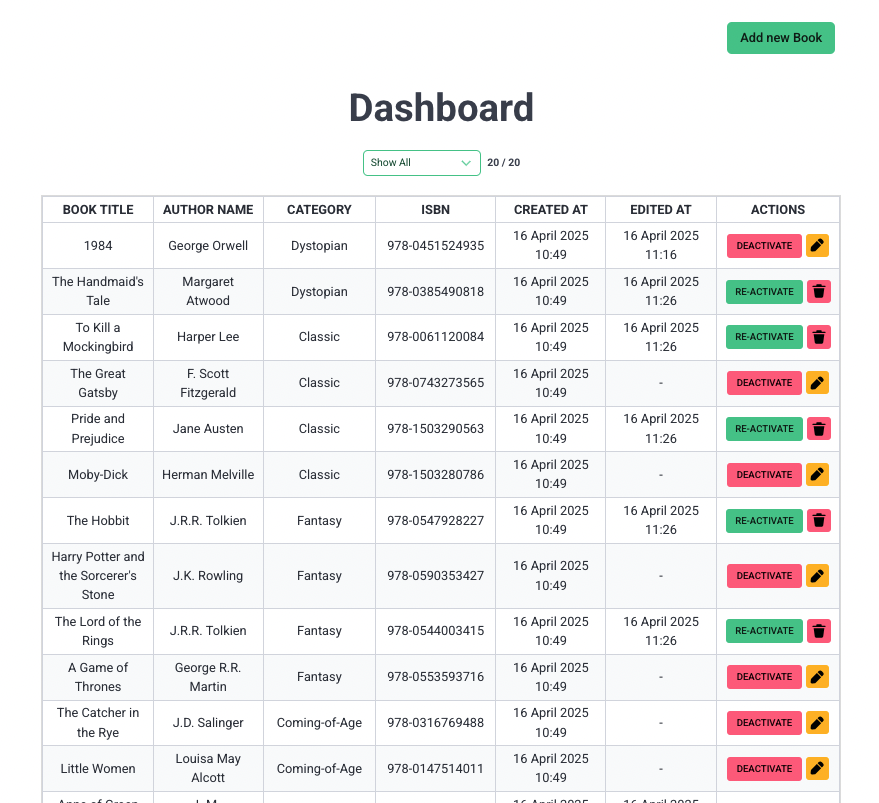 Add new Book
Dashboard
Show All 20 / 20
BOOK TITLE AUTHOR NAME CATEGORY ISBN CREATED AT EDITED AT ACTIONS
1984 George Orwell Dystopian 978-0451524935 16 April 2025 10:49 16 April 2025 11:16 DEACTIVATE
The Handmaid's Tale Margaret Atwood Dystopian 978-0385490818 16 April 2025 10:49 16 April 2025 11:26 RE-ACTIVATE
To Kill a Mockingbird Harper Lee Classic 978-0061120084 16 April 2025 10:49 16 April 2025 11:26 RE-ACTIVATE
The Great Gatsby F. Scott Fitzgerald Classic 978-0743273565 16 April 2025 10:49 - DEACTIVATE
Pride and Prejudice Jane Austen Classic 978-1503290563 16 April 2025 10:49 16 April 2025 11:26 RE-ACTIVATE
Moby-Dick Herman Melville Classic 978-1503280786 16 April 2025 10:49 - DEACTIVATE
The Hobbit J.R.R. Tolkien Fantasy 978-0547928227 16 April 2025 10:49 16 April 2025 11:26 RE-ACTIVATE
Harry Potter and the Sorcerer's Stone J.K. Rowling Fantasy 978-0590353427 16 April 2025 10:49 - DEACTIVATE
The Lord of the Rings J.R.R. Tolkien Fantasy 978-0544003415 16 April 2025 10:49 16 April 2025 11:26 RE-ACTIVATE
A Game of Thrones George R.R. Martin Fantasy 978-0553593716 16 April 2025 10:49 - DEACTIVATE
The Catcher in the Rye J.D. Salinger Coming-of-Age 978-0316769488 16 April 2025 10:49 - DEACTIVATE
Little Women Louisa May Alcott Coming-of-Age 978-0147514011 16 April 2025 10:49 - DEACTIVATE